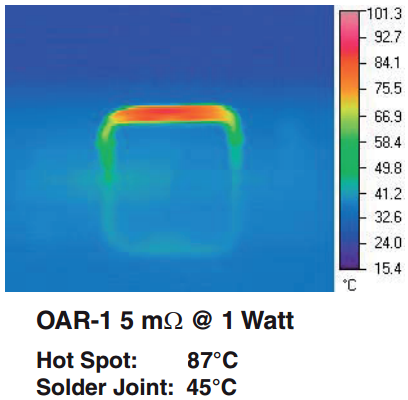 101.3
92.7
84.1
75.5
66.9
58.4
49.8
41.2
32.6
24.0
15.4
°C
OAR-1 5 mΩ @ 1 Watt
Hot Spot: 87°C
Solder Joint: 45°C